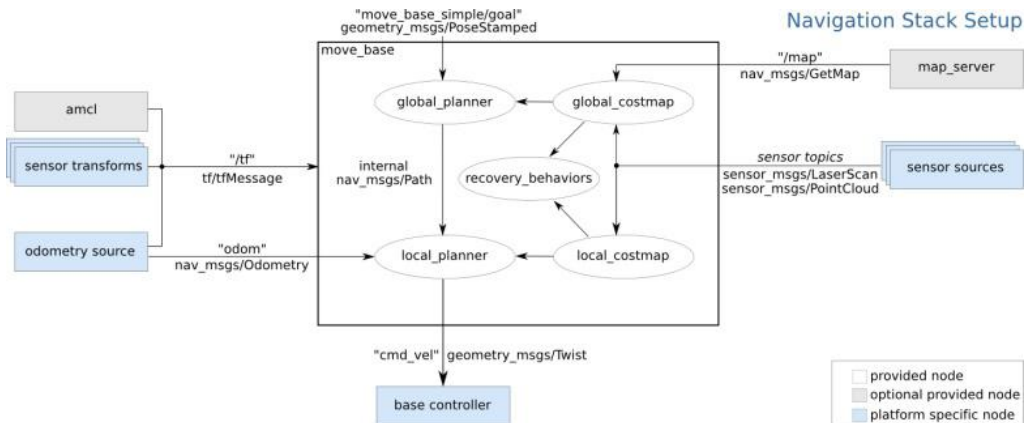 Navigation Stack Setup
"move_base_simple/goal"
geometry_msgs/PoseStamped
move_base
"/map"
nav_msgs/GetMap
map_server
global_planner
global_costmap
amcl
sensor transforms
"/tf"
tf/tfMessage
internal
nav_msgs/Path
recovery_behaviors
sensor topics
sensor_msgs/LaserScan
sensor_msgs/PointCloud
sensor sources
odometry source
"odom"
nav_msgs/Odometry
local_planner
local_costmap
"cmd_vel"
geometry_msgs/Twist
base controller
provided node
optional provided node
platform specific node